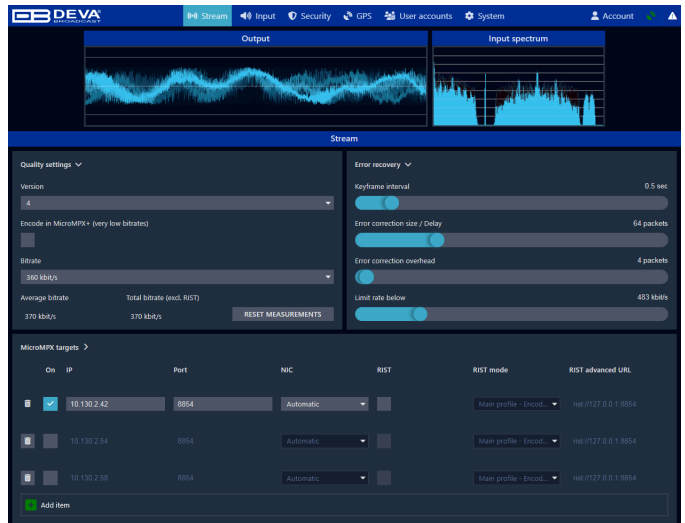 DEVA
BROADCAST
Stream
Input
Security
GPS
User accounts
System
Account
Output
Input spectrum
Stream
Quality settings
Error recovery
Version
Keyframe interval 0.5 sec
4
Encode in MicroMPX+ (very low bitrates)
Error correction size / Delay 64 packets
Bitrate
Error correction overhead 4 packets
360 kbit/s
Average bitrate Total bitrate (excl. RIST)
Limit rate below 483 kbit/s
370 kbit/s 370 kbit/s RESET MEASUREMENTS
MicroMPX targets
On IP Port NIC RIST RIST mode RIST advanced URL
10.130.2.42 8854 Automatic Main profile - Encod... rist://127.0.0.1:8854
10.130.2.54 8854 Automatic Main profile - Encod... rist://127.0.0.1:8854
10.130.2.58 8854 Automatic Main profile - Encod... rist://127.0.0.1:8854
Add item